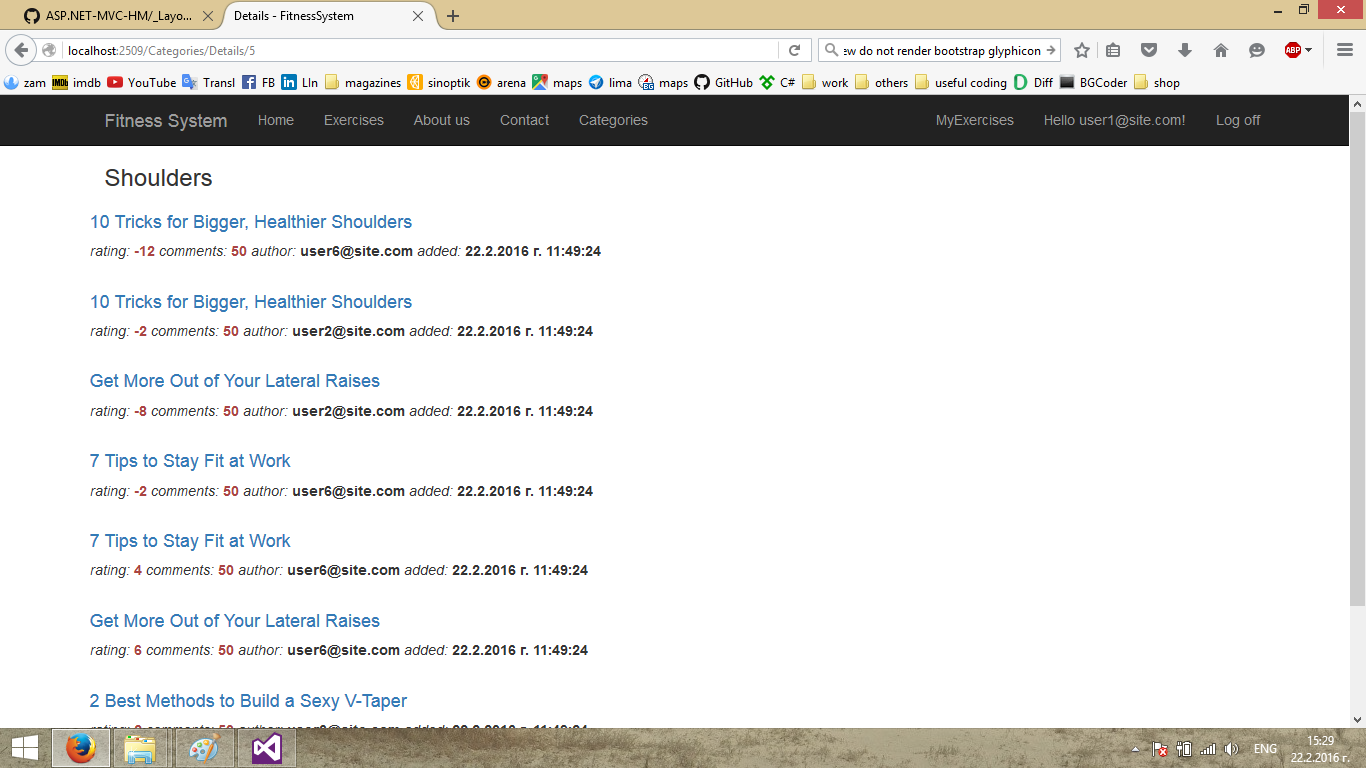 ASP.NET-MVC-HM/_Layo...
Details - FitnessSystem
localhost:2509/Categories/Details/5
ew do not render bootstrap glyphicon
ABP
zam imdb YouTube Transl FB LIn magazines sinoptik arena maps lima maps GitHub C# work others useful coding Diff BGCoder shop
Fitness System Home Exercises About us Contact Categories MyExercises Hello user1@site.com! Log off
Shoulders
10 Tricks for Bigger, Healthier Shoulders
rating: -12 comments: 50 author: user6@site.com added: 22.2.2016 г. 11:49:24
10 Tricks for Bigger, Healthier Shoulders
rating: -2 comments: 50 author: user2@site.com added: 22.2.2016 г. 11:49:24
Get More Out of Your Lateral Raises
rating: -8 comments: 50 author: user2@site.com added: 22.2.2016 г. 11:49:24
7 Tips to Stay Fit at Work
rating: -2 comments: 50 author: user6@site.com added: 22.2.2016 г. 11:49:24
7 Tips to Stay Fit at Work
rating: 4 comments: 50 author: user6@site.com added: 22.2.2016 г. 11:49:24
Get More Out of Your Lateral Raises
rating: 6 comments: 50 author: user6@site.com added: 22.2.2016 г. 11:49:24
2 Best Methods to Build a Sexy V-Taper
ENG
15:29
22.2.2016 г.